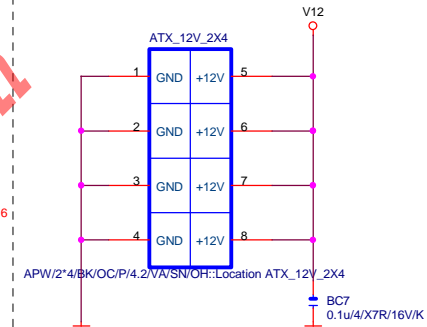 V12
ATX_12V_2X4
1 GND +12V 5
2 GND +12V 6
3 GND +12V 7
4 GND +12V 8
6
APW/2*4/BK/OC/P/4.2/VA/SN/OH::Location ATX_12V_2X4
BC7
0.1u/4/X7R/16V/K